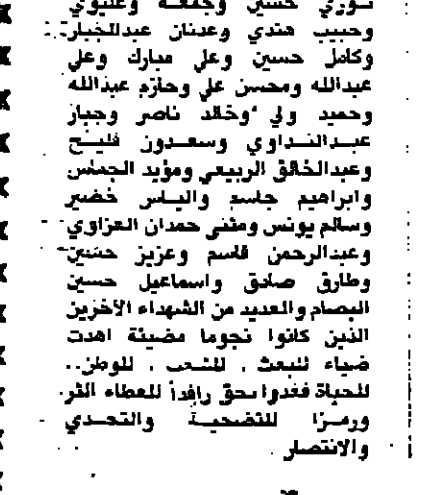 نوري حسين وجمعة وعليوي
وحبيب هندي وعدنان عبدالجبار
وكامل حسين وعلي مبارك وعلي
عبدالله ومحسن علي وحازم عبدالله
وحميد ولي وخالد ناصر وجبار
عبدالنداوي وسعدون فليح
وعبدالخالق الربيعي ومؤيد
وابراهيم جاسم والياس خضير
وسالم يونس ومثنى حمدان العزاوي
وعبدالرحمن قاسم وعزيز حسين
وطارق صادق واسماعيل حسين
البصام والعديد من الشهداء الآخرين
الذين كانوا نجوما مضيئة اهدت
ضياء للبعث . للشعب . للوطن..
للحياة فغدوا بحق رافدأ للعطاء الثر
ورمزا للتضحية والتحدي
والانتصار .